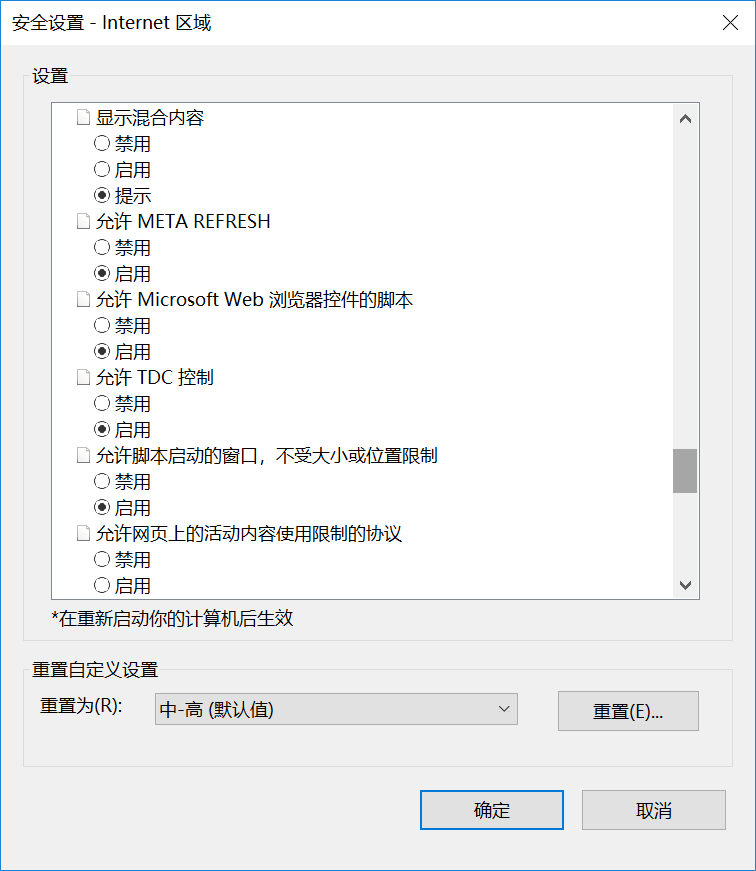 安全设置 - Internet 区域
设置
显示混合内容
禁用
启用
提示
允许 META REFRESH
禁用
启用
允许 Microsoft Web 浏览器控件的脚本
禁用
启用
允许 TDC 控制
禁用
启用
允许脚本启动的窗口，不受大小或位置限制
禁用
启用
允许网页上的活动内容使用限制的协议
禁用
启用
*在重新启动你的计算机后生效
重置自定义设置
重置为(R): 中-高 (默认值) 重置(E)...
确定 取消